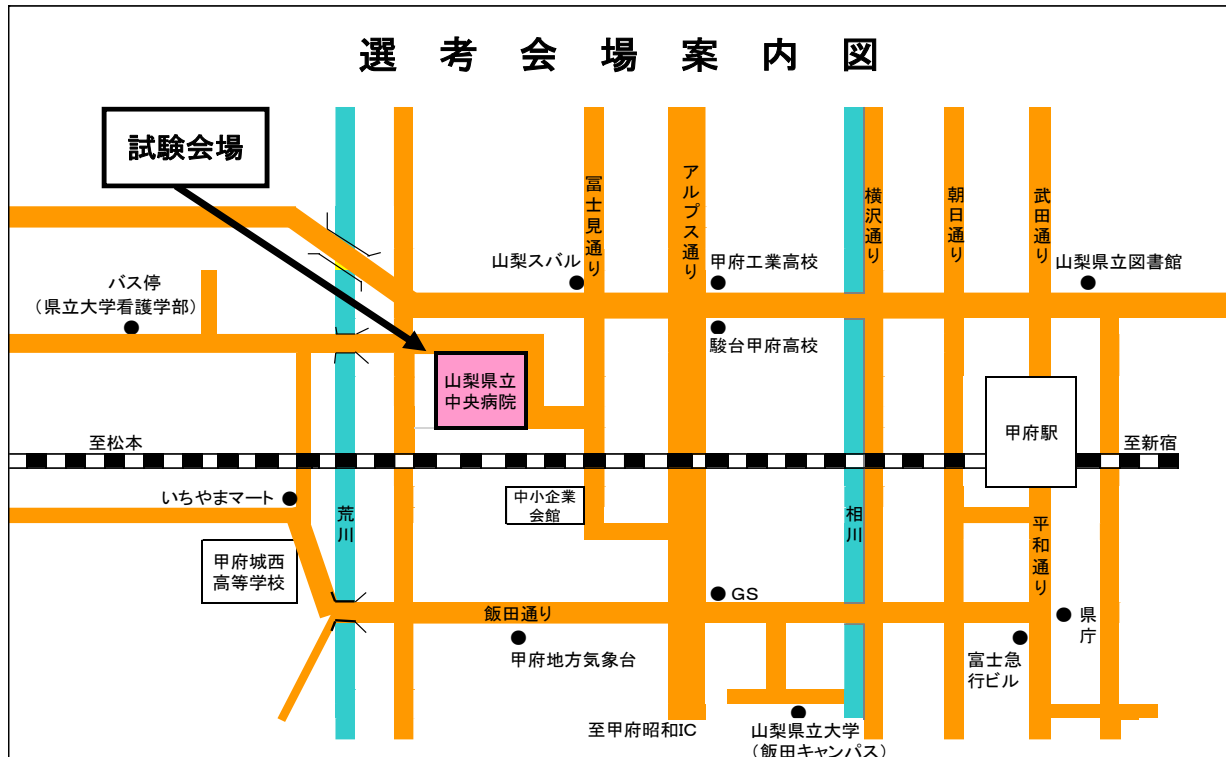 選考会場案内図
試験会場
冨士見通り
アルプス通り
横沢通り
朝日通り
武田通り
山梨スバル
甲府工業高校
山梨県立図書館
バス停
（県立大学看護学部）
駿台甲府高校
山梨県立
中央病院
甲府駅
至松本
至新宿
いちやまマート
中小企業
会館
荒川
相川
平和通り
甲府城西
高等学校
GS
飯田通り
県庁
甲府地方気象台
富士急
行ビル
至甲府昭和IC
山梨県立大学
（飯田キャンパス）